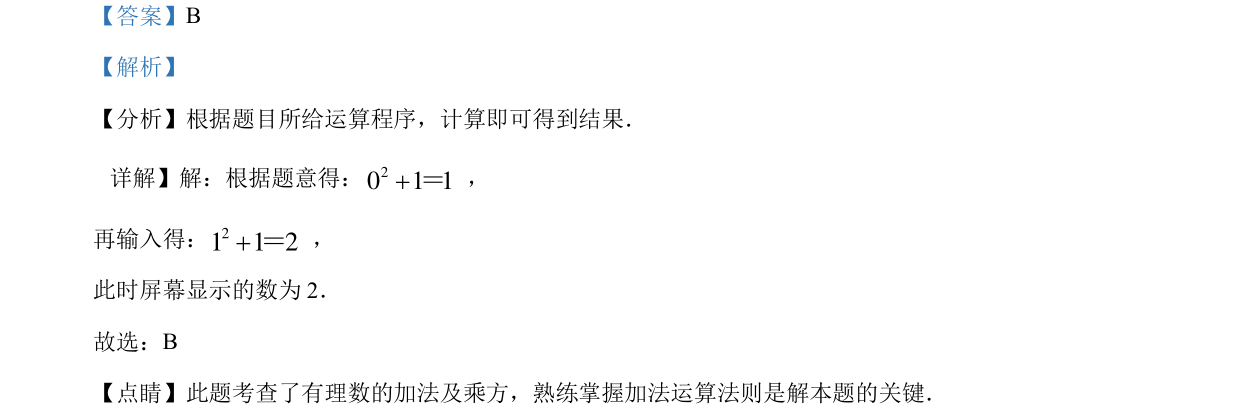 【答案】B
【解析】
【分析】根据题目所给运算程序，计算即可得到结果．
详解】解：根据题意得：0²+1=1，
再输入得：1²+1=2，
此时屏幕显示的数为 2．
故选：B
【点睛】此题考查了有理数的加法及乘方，熟练掌握加法运算法则是解本题的关键．